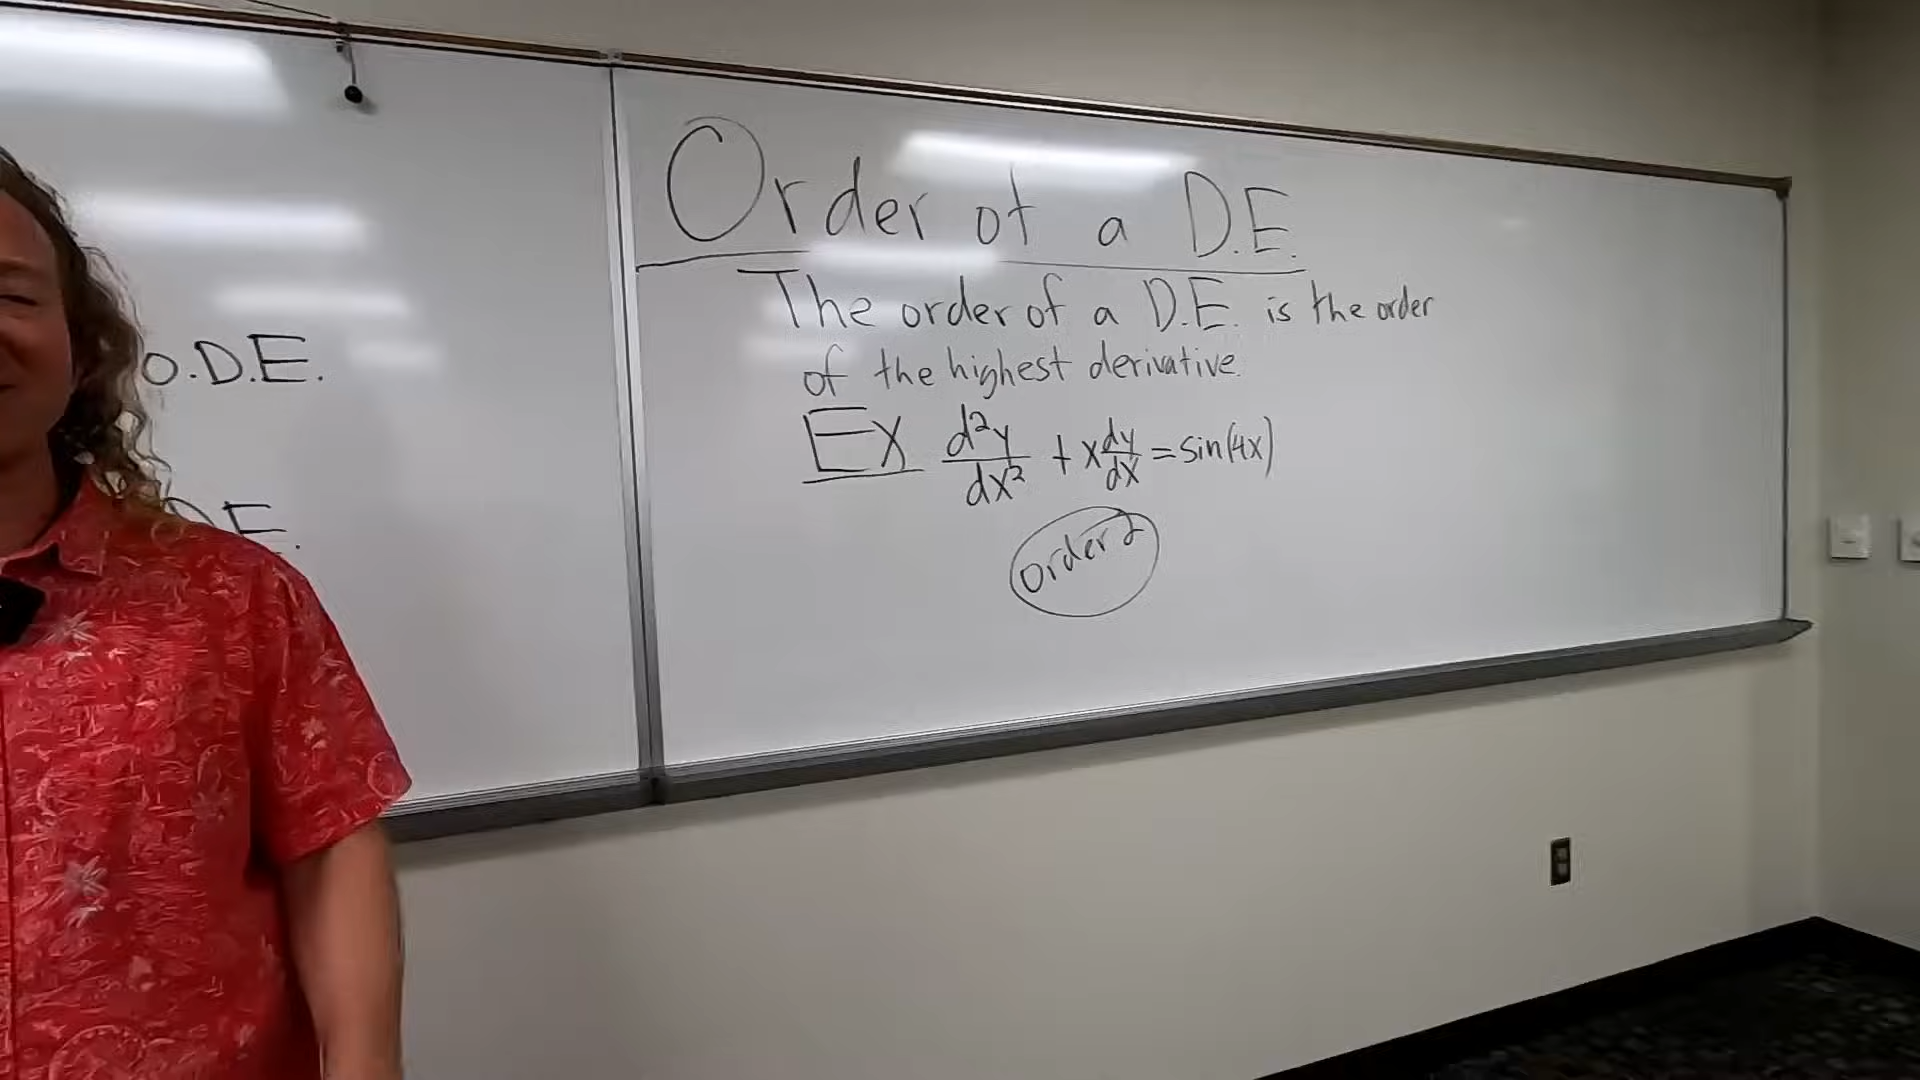 O.D.E.
D.E.
Order of a D.E.
The order of a D.E. is the order
of the highest derivative.
Ex d²y/dx² + x dy/dx = sin(4x)
order 2